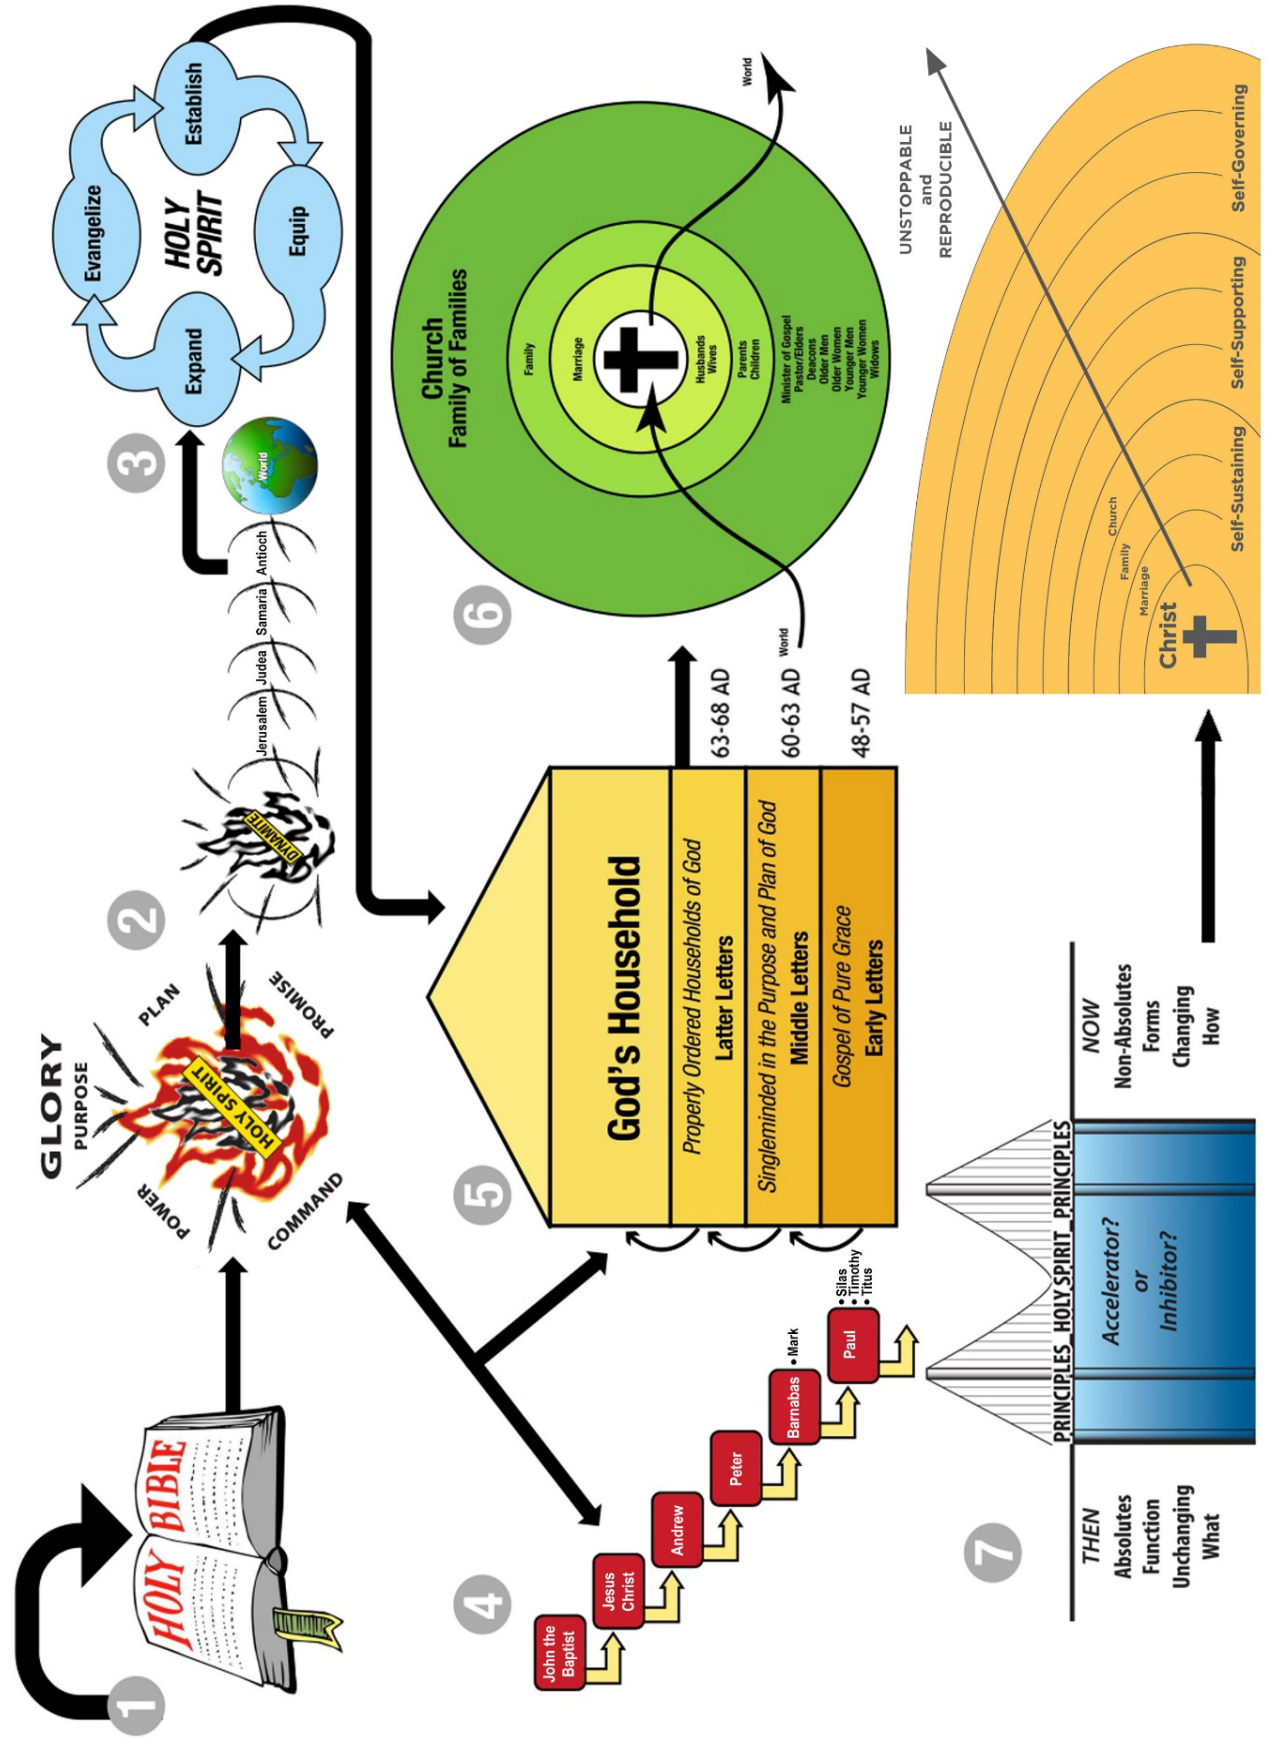 1
HOLY BIBLE
GLORY
PURPOSE
POWER
PLAN
COMMAND
PROMISE
HOLY SPIRIT
2
DYNAMITE
Jerusalem
Judea
Samaria
Antioch
World
3
Evangelize
Establish
Equip
Expand
HOLY
SPIRIT
4
John the
Baptist
Jesus
Christ
Andrew
Peter
Barnabas
• Mark
Paul
• Silas
• Timothy
• Titus
5
God's Household
Properly Ordered Households of God
Latter Letters
63-68 AD
Singleminded in the Purpose and Plan of God
Middle Letters
60-63 AD
Gospel of Pure Grace
Early Letters
48-57 AD
6
Church
Family of Families
Family
Marriage
Husbands
Wives
Parents
Children
Minister of Gospel
Pastor/Elders
Deacons
Older Men
Older Women
Younger Men
Younger Women
Widows
World
World
7
THEN
Absolutes
Function
Unchanging
What
PRINCIPLES HOLY SPIRIT PRINCIPLES
Accelerator?
or
Inhibitor?
NOW
Non-Absolutes
Forms
Changing
How
UNSTOPPABLE
and
REPRODUCIBLE
Christ
Marriage
Family
Church
Self-Sustaining
Self-Supporting
Self-Governing